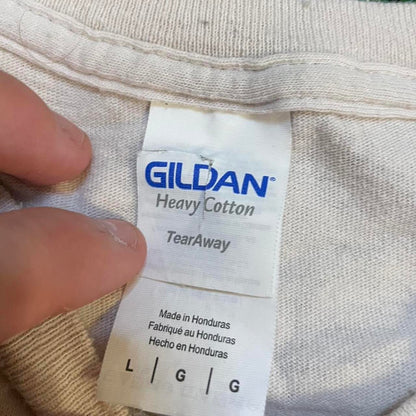 GILDAN®
Heavy Cotton
TearAway
Made in Honduras
Fabriqué au Honduras
Hecho en Honduras
L | G | G